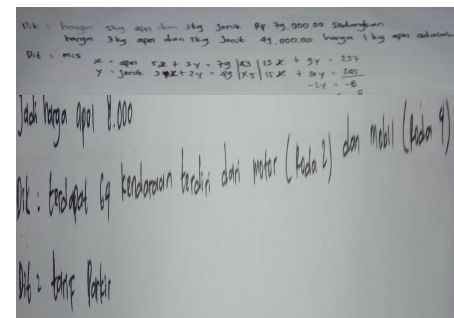 Dik : harga 5kg apel dan 3kg Jeruk Rp 79.000.00 Sedangkan
harga 3kg apel dan 2kg Jeruk 49.000.00 harga 1 kg apel adalah
Dit : mis x = apel 5x + 3y = 79 |x3| 15x + 9y = 237
y = Jeruk 3x + 2y = 49 |x5| 15x + 10y = 245
-1y = -8
Jadi harga apel 8.000
Dik : terdapat 69 kendaraan terdiri dari motor (Roda 2) dan mobil (Roda 4)
Dit = tarif Parkir